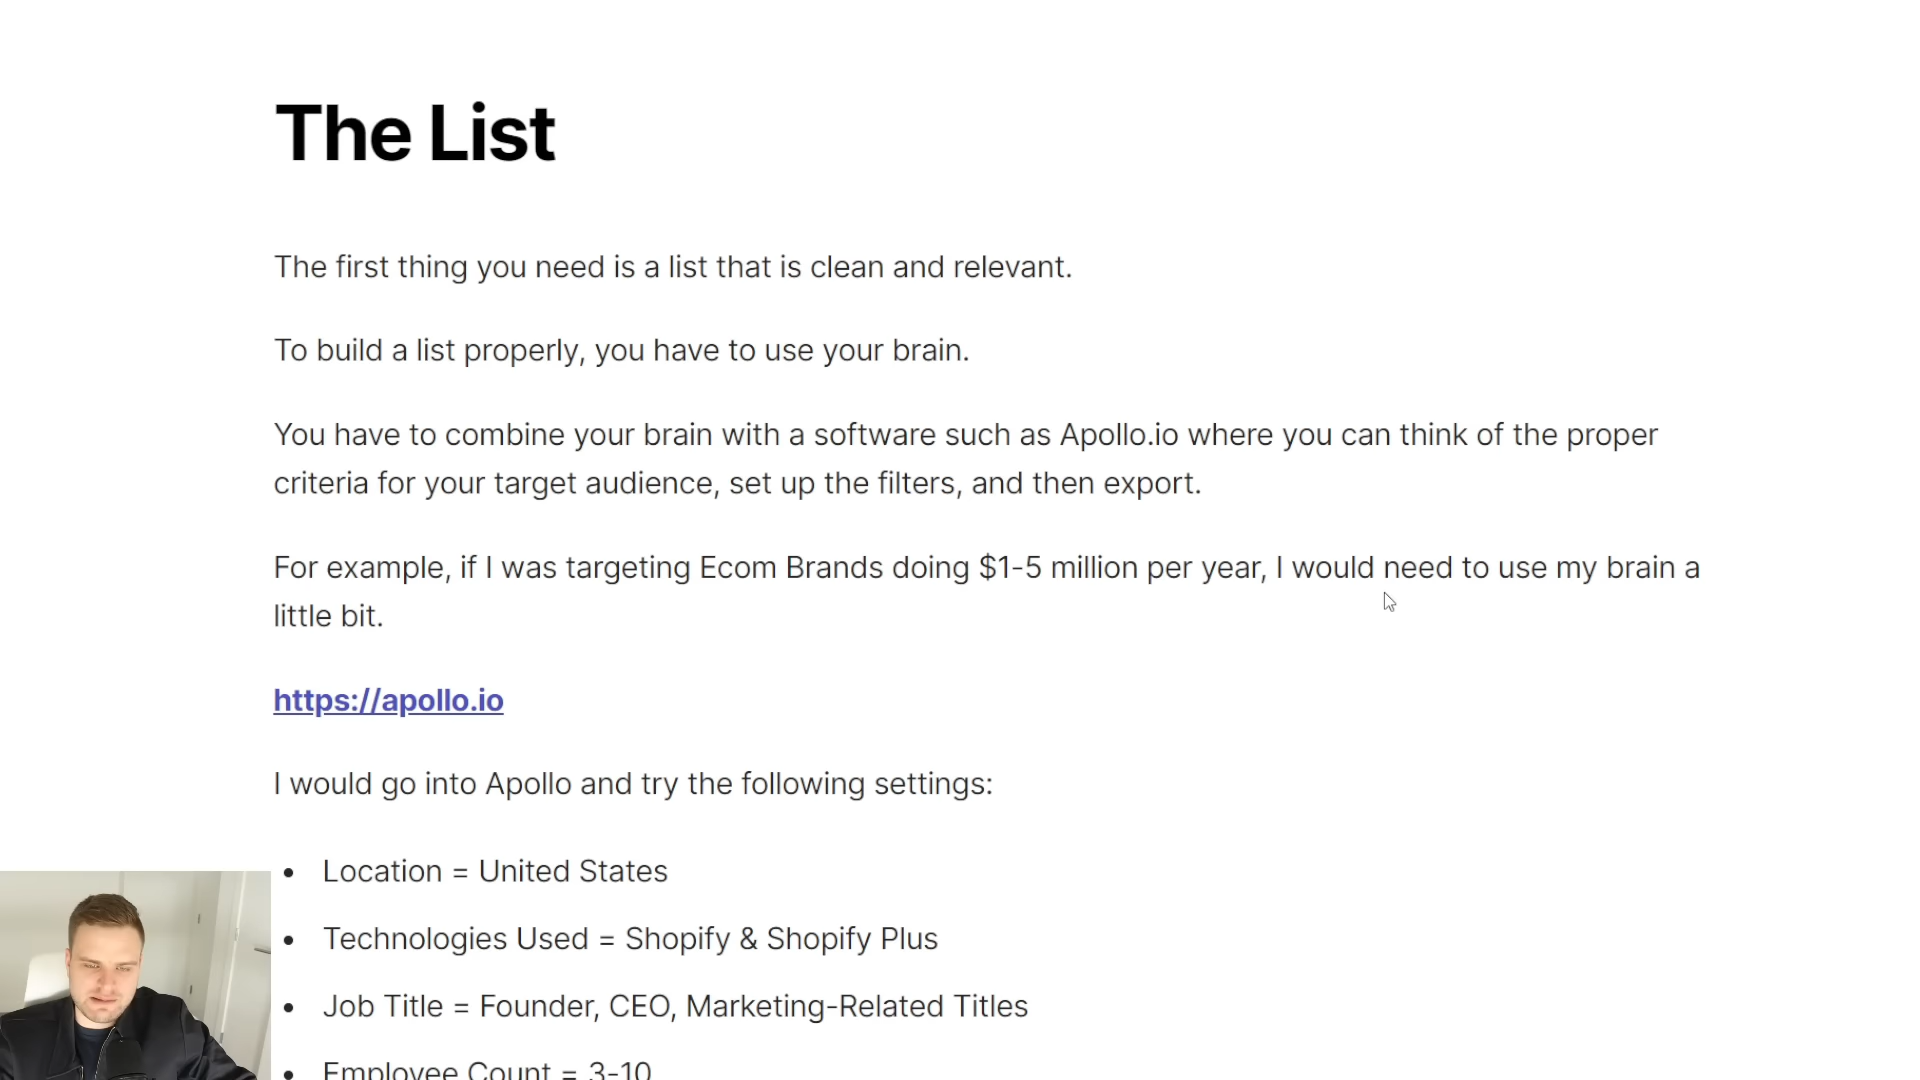 The List
The first thing you need is a list that is clean and relevant.
To build a list properly, you have to use your brain.
You have to combine your brain with a software such as Apollo.io where you can think of the proper
criteria for your target audience, set up the filters, and then export.
For example, if I was targeting Ecom Brands doing $1-5 million per year, I would need to use my brain a
little bit.
https://apollo.io
I would go into Apollo and try the following settings:
• Location = United States
• Technologies Used = Shopify & Shopify Plus
• Job Title = Founder, CEO, Marketing-Related Titles
• Employee Count = 3-10